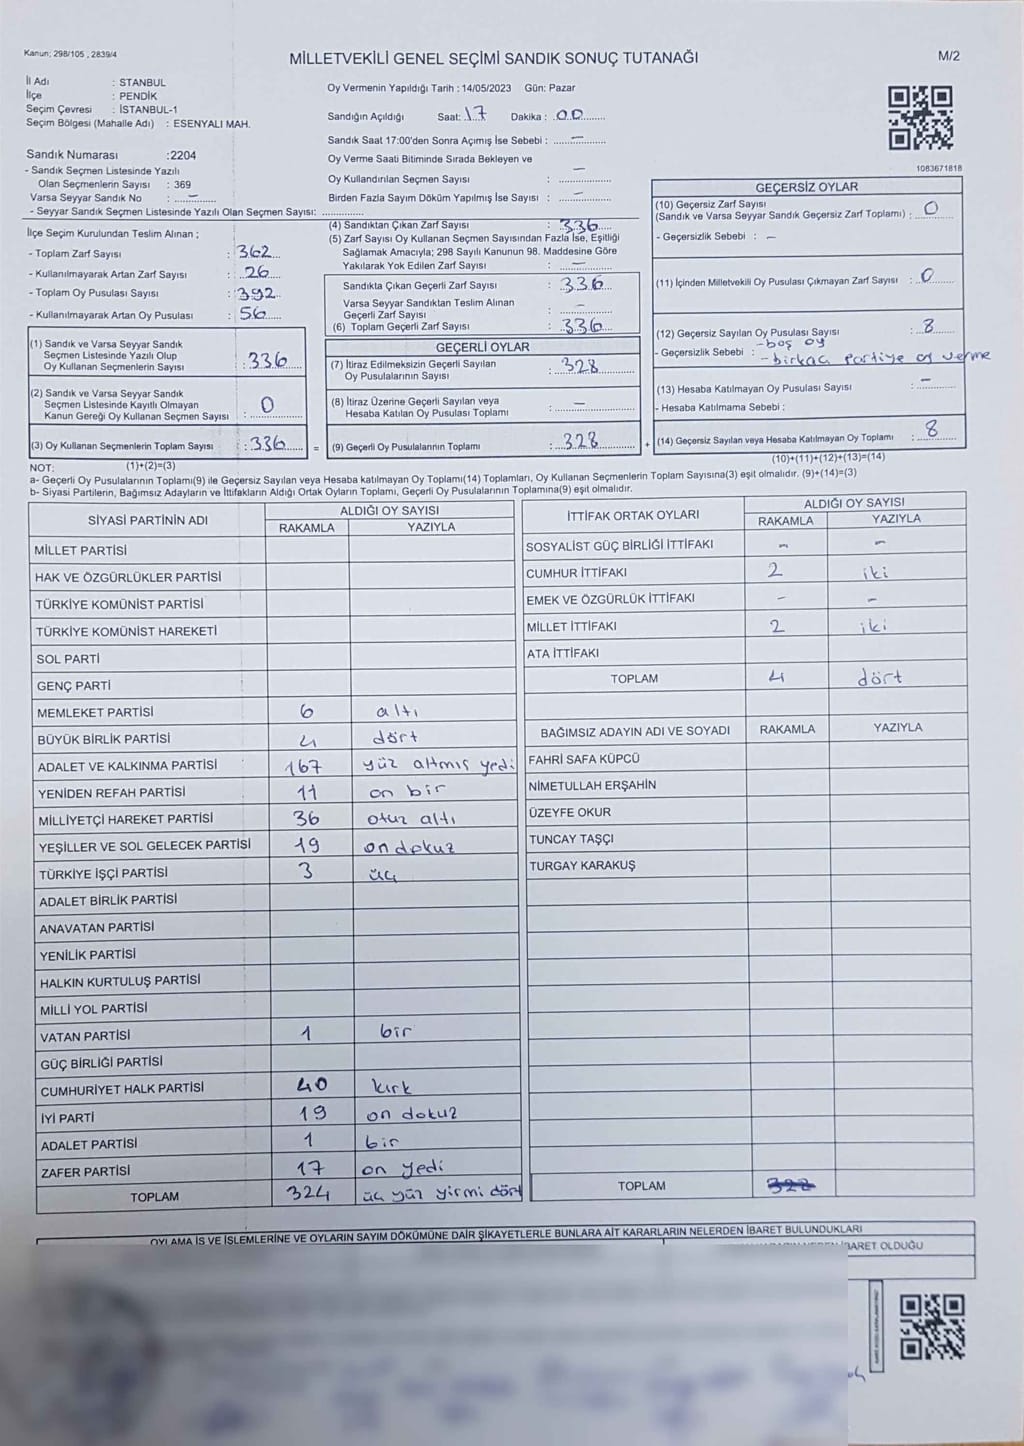 Kanun; 298/105 , 2839/4
MİLLETVEKİLİ GENEL SEÇİMİ SANDIK SONUÇ TUTANAĞI
M/2
İl Adı : STANBUL
İlçe : PENDİK
Seçim Çevresi : İSTANBUL-1
Seçim Bölgesi (Mahalle Adı) : ESENYALI MAH.
Sandık Numarası :2204
- Sandık Seçmen Listesinde Yazılı
Olan Seçmenlerin Sayısı : 369
Varsa Seyyar Sandık No : -
- Seyyar Sandık Seçmen Listesinde Yazılı Olan Seçmen Sayısı: ..............
İlçe Seçim Kurulundan Teslim Alınan ;
- Toplam Zarf Sayısı : 362
- Kullanılmayarak Artan Zarf Sayısı : 26
- Toplam Oy Pusulası Sayısı : 392
- Kullanılmayarak Artan Oy Pusulası : 56
(1) Sandık ve Varsa Seyyar Sandık
Seçmen Listesinde Yazılı Olup
Oy Kullanan Seçmenlerin Sayısı : 336
(2) Sandık ve Varsa Seyyar Sandık
Seçmen Listesinde Kayıtlı Olmayan
Kanun Gereği Oy Kullanan Seçmen Sayısı : 0
(3) Oy Kullanan Seçmenlerin Toplam Sayısı : 336 =
(1)+(2)=(3)
Oy Vermenin Yapıldığı Tarih : 14/05/2023 Gün: Pazar
Sandığın Açıldığı Saat: 17 Dakika : 00
Sandık Saat 17:00'den Sonra Açımış İse Sebebi : -
Oy Verme Saati Bitiminde Sırada Bekleyen ve
Oy Kullandırılan Seçmen Sayısı : -
Birden Fazla Sayım Döküm Yapılmış İse Sayısı : -
(4) Sandıktan Çıkan Zarf Sayısı : 336
(5) Zarf Sayısı Oy Kullanan Seçmen Sayısından Fazla İse, Eşitliği
Sağlamak Amacıyla; 298 Sayılı Kanunun 98. Maddesine Göre
Yakılarak Yok Edilen Zarf Sayısı : -
Sandıkta Çıkan Geçerli Zarf Sayısı : 336
Varsa Seyyar Sandıktan Teslim Alınan
Geçerli Zarf Sayısı : -
(6) Toplam Geçerli Zarf Sayısı : 336
GEÇERLİ OYLAR
(7) İtiraz Edilmeksizin Geçerli Sayılan
Oy Pusulalarının Sayısı : 328
(8) İtiraz Üzerine Geçerli Sayılan veya
Hesaba Katılan Oy Pusulası Toplamı : -
(9) Geçerli Oy Pusulalarının Toplamı : 328 +
1083671818
GEÇERSİZ OYLAR
(10) Geçersiz Zarf Sayısı
(Sandık ve Varsa Seyyar Sandık Geçersiz Zarf Toplamı) : 0
- Geçersizlik Sebebi : -
(11) İçinden Milletvekili Oy Pusulası Çıkmayan Zarf Sayısı : 0
(12) Geçersiz Sayılan Oy Pusulası Sayısı : 8
- Geçersizlik Sebebi : -boş oy
-birkaç partiye oy verme
(13) Hesaba Katılmayan Oy Pusulası Sayısı : -
- Hesaba Katılmama Sebebi :
(14) Geçersiz Sayılan veya Hesaba Katılmayan Oy Toplamı : 8
(10)+(11)+(12)+(13)=(14)
NOT:
a- Geçerli Oy Pusulalarının Toplamı(9) ile Geçersiz Sayılan veya Hesaba katılmayan Oy Toplamı(14) Toplamları, Oy Kullanan Seçmenlerin Toplam Sayısına(3) eşit olmalıdır. (9)+(14)=(3)
b- Siyasi Partilerin, Bağımsız Adayların ve İttifakların Aldığı Ortak Oyların Toplamı, Geçerli Oy Pusulalarının Toplamına(9) eşit olmalıdır.
SİYASİ PARTİNİN ADI
ALDIĞI OY SAYISI
RAKAMLA YAZIYLA
MİLLET PARTİSİ
HAK VE ÖZGÜRLÜKLER PARTİSİ
TÜRKİYE KOMÜNİST PARTİSİ
TÜRKİYE KOMÜNİST HAREKETİ
SOL PARTİ
GENÇ PARTİ
MEMLEKET PARTİSİ 6 altı
BÜYÜK BİRLİK PARTİSİ 4 dört
ADALET VE KALKINMA PARTİSİ 167 yüz altmış yedi
YENİDEN REFAH PARTİSİ 11 on bir
MİLLİYETÇİ HAREKET PARTİSİ 36 otuz altı
YEŞİLLER VE SOL GELECEK PARTİSİ 19 on dokuz
TÜRKİYE İŞÇİ PARTİSİ 3 üç
ADALET BİRLİK PARTİSİ
ANAVATAN PARTİSİ
YENİLİK PARTİSİ
HALKIN KURTULUŞ PARTİSİ
MİLLİ YOL PARTİSİ
VATAN PARTİSİ 1 bir
GÜÇ BİRLİĞİ PARTİSİ
CUMHURİYET HALK PARTİSİ 40 kırk
İYİ PARTİ 19 on dokuz
ADALET PARTİSİ 1 bir
ZAFER PARTİSİ 17 on yedi
TOPLAM 324 üç yüz yirmi dört
İTTİFAK ORTAK OYLARI
ALDIĞI OY SAYISI
RAKAMLA YAZIYLA
SOSYALİST GÜÇ BİRLİĞİ İTTİFAKI - -
CUMHUR İTTİFAKI 2 iki
EMEK VE ÖZGÜRLÜK İTTİFAKI - -
MİLLET İTTİFAKI 2 iki
ATA İTTİFAKI
TOPLAM 4 dört
BAĞIMSIZ ADAYIN ADI VE SOYADI RAKAMLA YAZIYLA
FAHRİ SAFA KÜPCÜ
NİMETULLAH ERŞAHİN
ÜZEYFE OKUR
TUNCAY TAŞÇI
TURGAY KARAKUŞ
TOPLAM
OYLAMA İŞ VE İŞLEMLERİNE VE OYLARIN SAYIM DÖKÜMÜNE DAİR ŞİKAYETLERLE BUNLARA AİT KARARLARIN NELERDEN İBARET BULUNDUKLARI
İBARET OLDUĞU